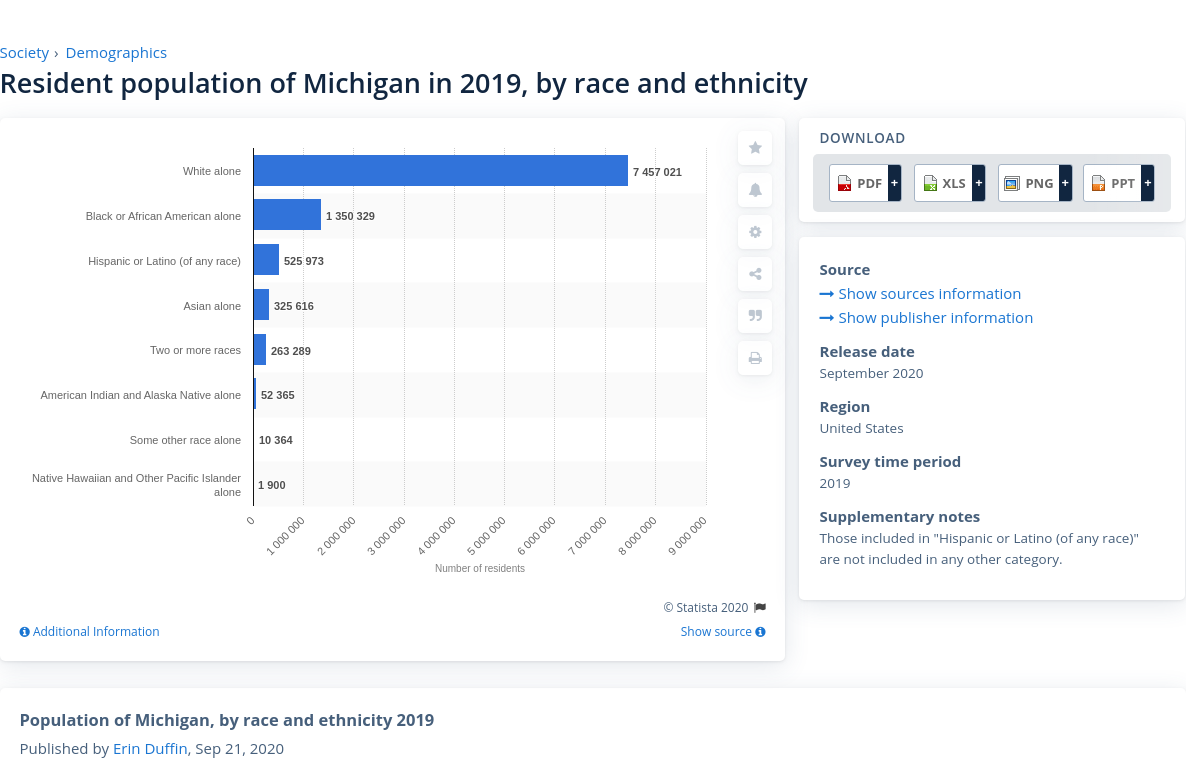 Society › Demographics
Resident population of Michigan in 2019, by race and ethnicity
White alone
7 457 021
Black or African American alone
1 350 329
Hispanic or Latino (of any race)
525 973
Asian alone
325 616
Two or more races
263 289
American Indian and Alaska Native alone
52 365
Some other race alone
10 364
Native Hawaiian and Other Pacific Islander
alone
1 900
0
1 000 000
2 000 000
3 000 000
4 000 000
5 000 000
6 000 000
7 000 000
8 000 000
9 000 000
Number of residents
© Statista 2020
Additional Information
Show source
DOWNLOAD
PDF + XLS + PNG + PPT +
Source
Show sources information
Show publisher information
Release date
September 2020
Region
United States
Survey time period
2019
Supplementary notes
Those included in "Hispanic or Latino (of any race)"
are not included in any other category.
Population of Michigan, by race and ethnicity 2019
Published by Erin Duffin, Sep 21, 2020